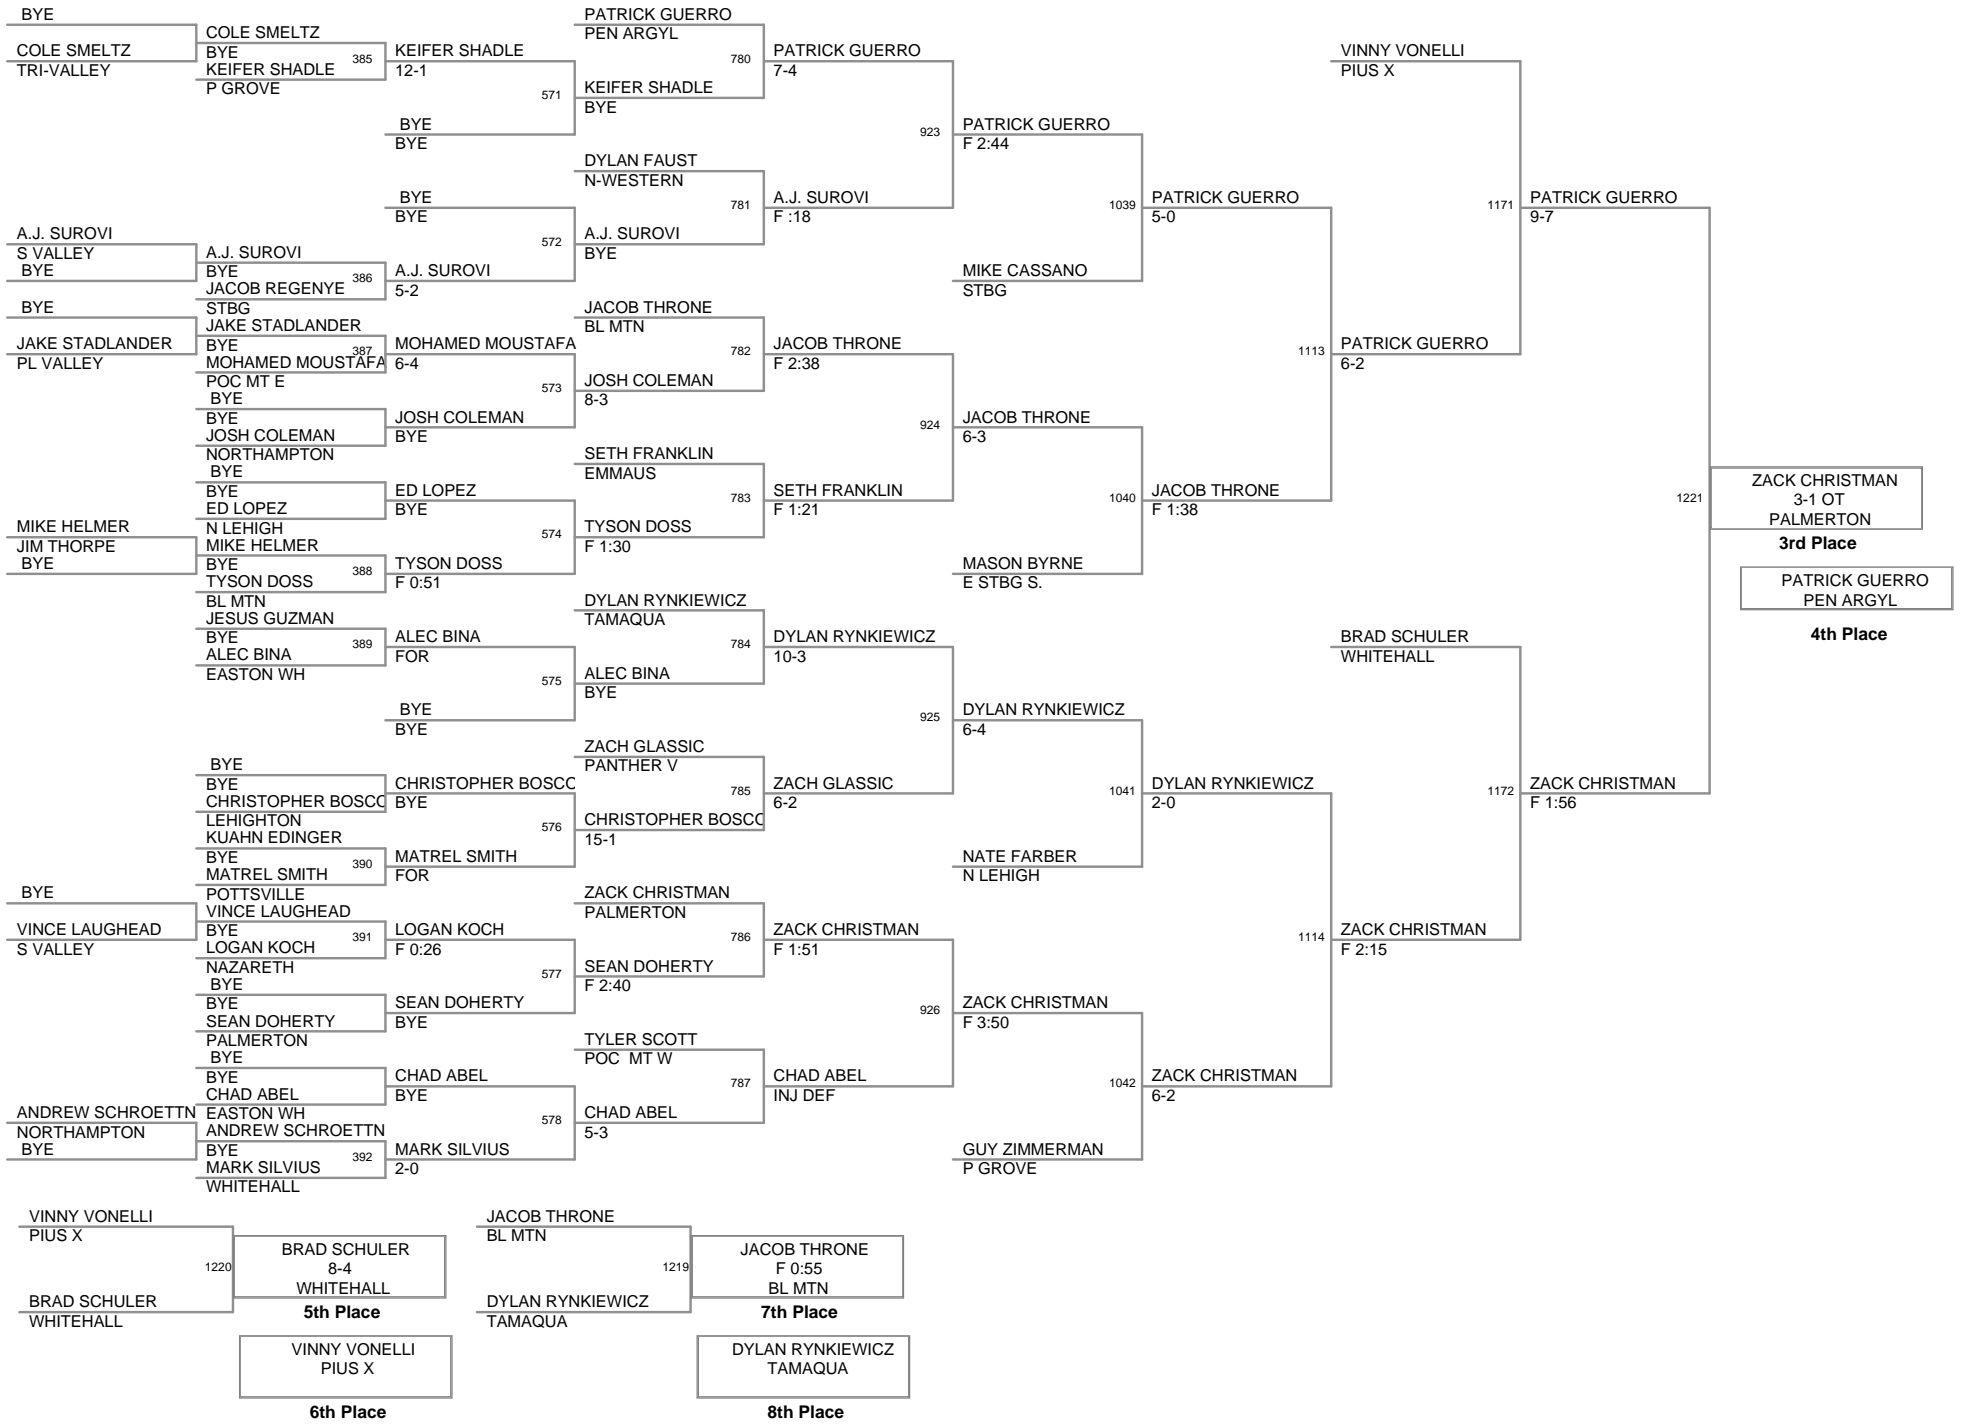 BYE
COLE SMELTZ
TRI-VALLEY
A.J. SUROVI
S VALLEY
BYE
BYE
JAKE STADLANDER
PL VALLEY
MIKE HELMER
JIM THORPE
BYE
BYE
VINCE LAUGHEAD
S VALLEY
ANDREW SCHROETTN
NORTHAMPTON
BYE
COLE SMELTZ
BYE
385
KEIFER SHADLE
P GROVE
A.J. SUROVI
BYE
386
JACOB REGENYE
STBG
JAKE STADLANDER
BYE
387
MOHAMED MOUSTAFA
POC MT E
BYE
BYE
JOSH COLEMAN
NORTHAMPTON
BYE
BYE
ED LOPEZ
N LEHIGH
MIKE HELMER
BYE
388
TYSON DOSS
BL MTN
JESUS GUZMAN
BYE
389
ALEC BINA
EASTON WH
BYE
BYE
CHRISTOPHER BOSCO
LEHIGHTON
KUAHN EDINGER
BYE
390
MATREL SMITH
POTTSVILLE
VINCE LAUGHEAD
BYE
391
LOGAN KOCH
NAZARETH
BYE
BYE
SEAN DOHERTY
PALMERTON
BYE
BYE
CHAD ABEL
EASTON WH
ANDREW SCHROETTN
BYE
392
MARK SILVIUS
WHITEHALL
KEIFER SHADLE
12-1
571
BYE
BYE
BYE
BYE
572
A.J. SUROVI
5-2
MOHAMED MOUSTAFA
6-4
573
JOSH COLEMAN
BYE
ED LOPEZ
BYE
574
TYSON DOSS
F 0:51
ALEC BINA
FOR
575
BYE
BYE
CHRISTOPHER BOSCO
BYE
576
MATREL SMITH
FOR
LOGAN KOCH
F 0:26
577
SEAN DOHERTY
BYE
CHAD ABEL
BYE
578
MARK SILVIUS
2-0
PATRICK GUERRO
PEN ARGYL
780
KEIFER SHADLE
BYE
DYLAN FAUST
N-WESTERN
781
A.J. SUROVI
BYE
JACOB THRONE
BL MTN
782
JOSH COLEMAN
8-3
SETH FRANKLIN
EMMAUS
783
TYSON DOSS
F 1:30
DYLAN RYNKIEWICZ
TAMAQUA
784
ALEC BINA
BYE
ZACH GLASSIC
PANTHER V
785
CHRISTOPHER BOSCO
15-1
ZACK CHRISTMAN
PALMERTON
786
SEAN DOHERTY
F 2:40
TYLER SCOTT
POC MT W
787
CHAD ABEL
5-3
PATRICK GUERRO
7-4
923
A.J. SUROVI
F :18
JACOB THRONE
F 2:38
924
SETH FRANKLIN
F 1:21
DYLAN RYNKIEWICZ
10-3
925
ZACH GLASSIC
6-2
ZACK CHRISTMAN
F 1:51
926
CHAD ABEL
INJ DEF
PATRICK GUERRO
F 2:44
1039
MIKE CASSANO
STBG
JACOB THRONE
6-3
1040
MASON BYRNE
E STBG S.
DYLAN RYNKIEWICZ
6-4
1041
NATE FARBER
N LEHIGH
ZACK CHRISTMAN
F 3:50
1042
GUY ZIMMERMAN
P GROVE
PATRICK GUERRO
5-0
1113
JACOB THRONE
F 1:38
DYLAN RYNKIEWICZ
2-0
1114
ZACK CHRISTMAN
6-2
VINNY VONELLI
PIUS X
1171
PATRICK GUERRO
6-2
BRAD SCHULER
WHITEHALL
1172
ZACK CHRISTMAN
F 2:15
PATRICK GUERRO
9-7
1221
ZACK CHRISTMAN
F 1:56
ZACK CHRISTMAN
3-1 OT
PALMERTON
3rd Place
PATRICK GUERRO
PEN ARGYL
4th Place
VINNY VONELLI
PIUS X
1220
BRAD SCHULER
WHITEHALL
BRAD SCHULER
8-4
WHITEHALL
5th Place
VINNY VONELLI
PIUS X
6th Place
JACOB THRONE
BL MTN
1219
DYLAN RYNKIEWICZ
TAMAQUA
JACOB THRONE
F 0:55
BL MTN
7th Place
DYLAN RYNKIEWICZ
TAMAQUA
8th Place